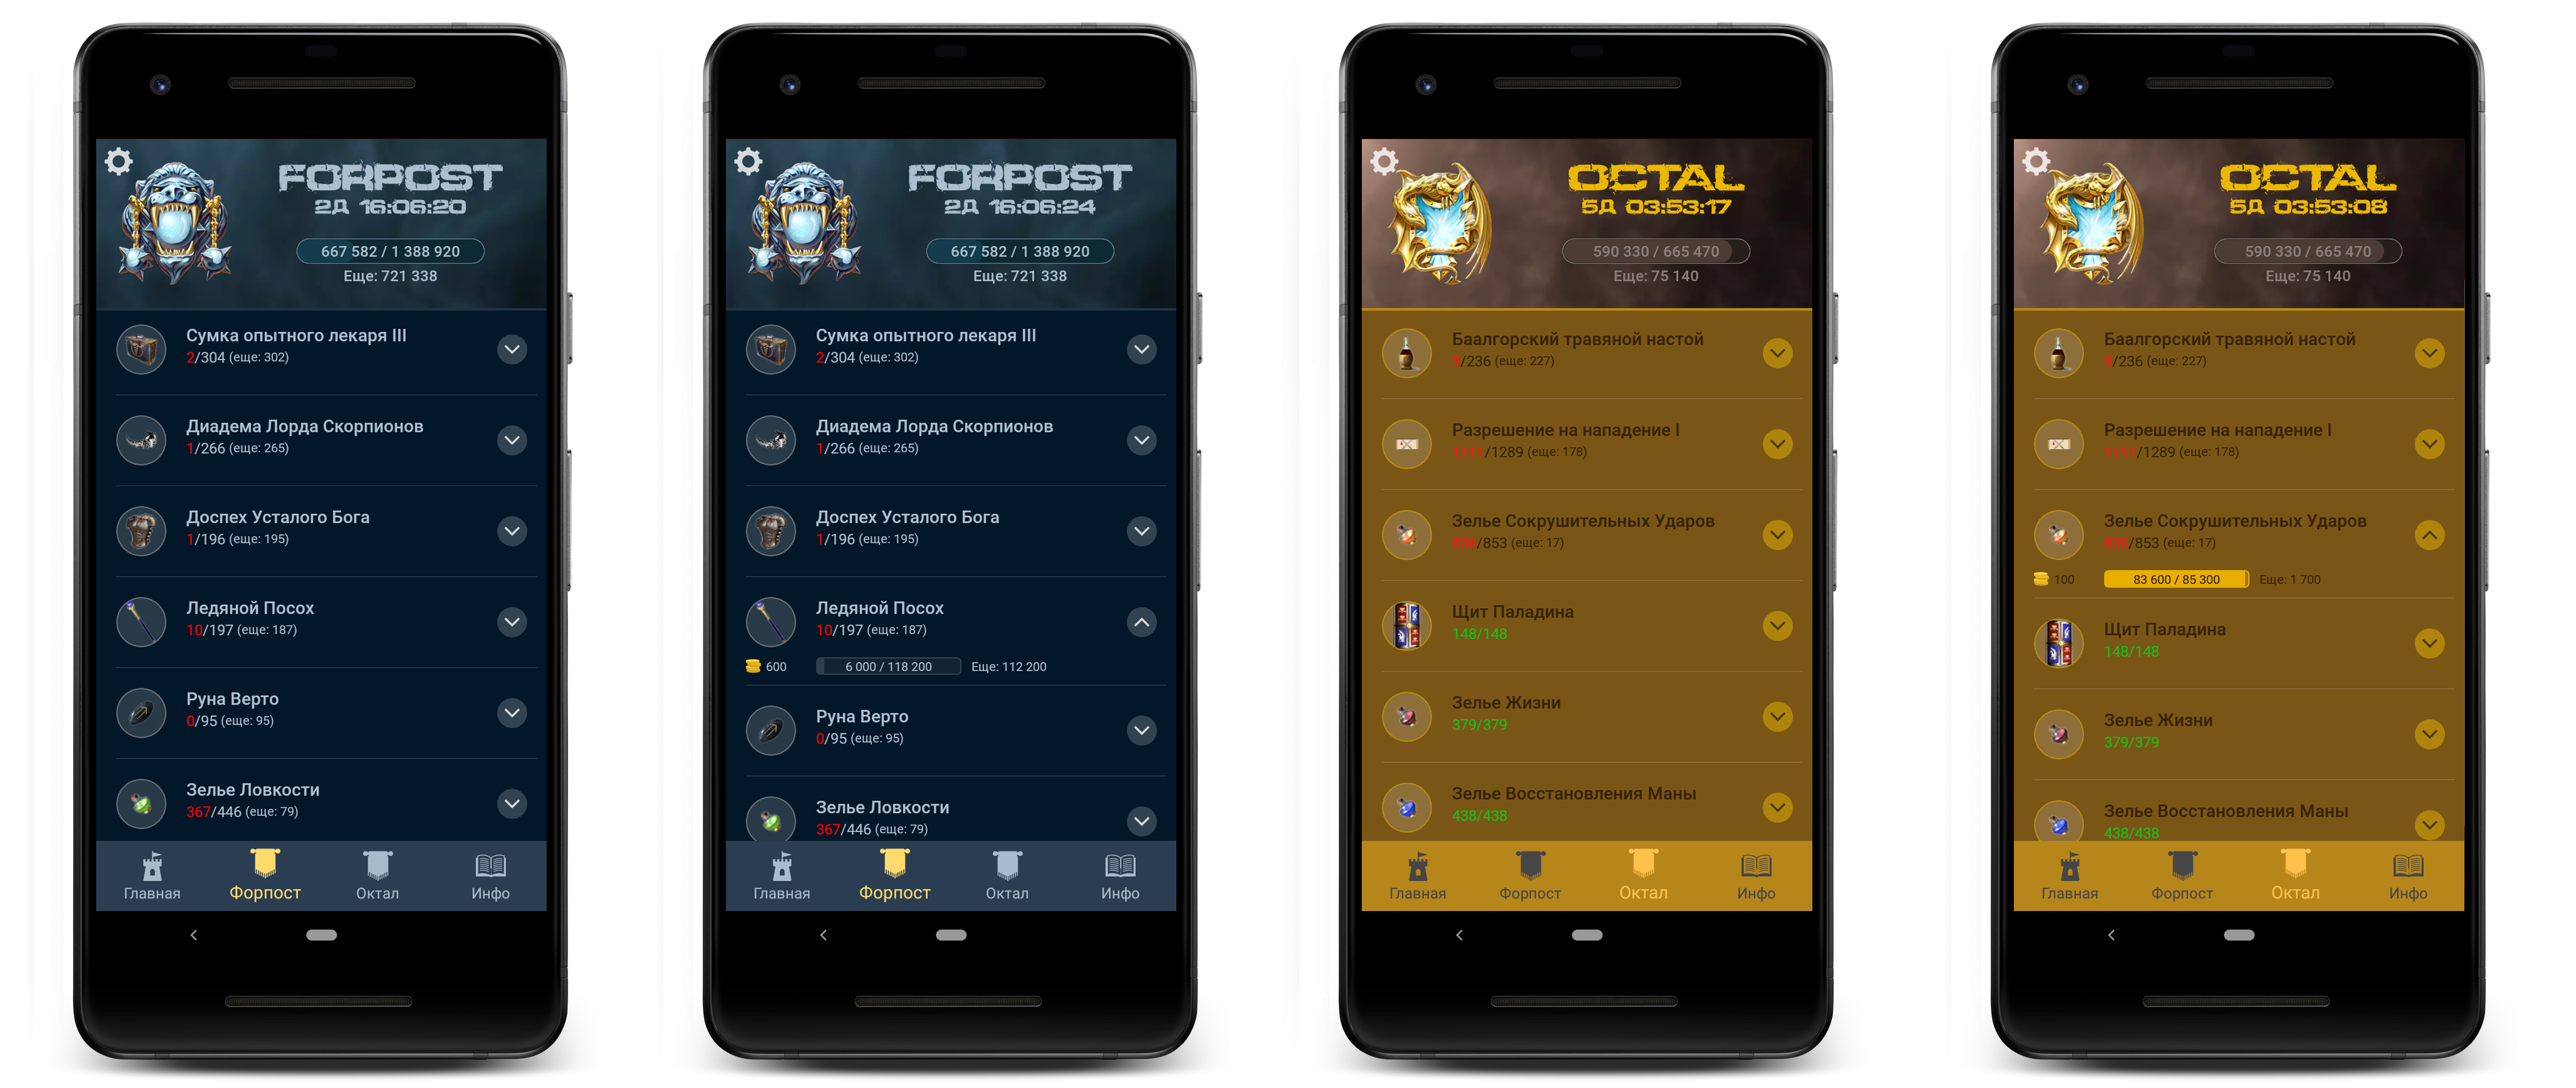 FORPOST
2Д 16:06:20
667 582 / 1 388 920
Еще: 721 338
Сумка опытного лекаря III
2/304 (еще: 302)
Диадема Лорда Скорпионов
1/266 (еще: 265)
Доспех Усталого Бога
1/196 (еще: 195)
Ледяной Посох
10/197 (еще: 187)
Руна Верто
0/95 (еще: 95)
Зелье Ловкости
367/446 (еще: 79)
Главная Форпост Октал Инфо
FORPOST
2Д 16:06:24
667 582 / 1 388 920
Еще: 721 338
Сумка опытного лекаря III
2/304 (еще: 302)
Диадема Лорда Скорпионов
1/266 (еще: 265)
Доспех Усталого Бога
1/196 (еще: 195)
Ледяной Посох
10/197 (еще: 187)
600 6 000 / 118 200 Еще: 112 200
Руна Верто
0/95 (еще: 95)
Зелье Ловкости
367/446 (еще: 79)
Главная Форпост Октал Инфо
OCTAL
5Д 03:53:17
590 330 / 665 470
Еще: 75 140
Баалгорский травяной настой
9/236 (еще: 227)
Разрешение на нападение I
1111/1289 (еще: 178)
Зелье Сокрушительных Ударов
836/853 (еще: 17)
Щит Паладина
148/148
Зелье Жизни
379/379
Зелье Восстановления Маны
438/438
Главная Форпост Октал Инфо
OCTAL
5Д 03:53:08
590 330 / 665 470
Еще: 75 140
Баалгорский травяной настой
9/236 (еще: 227)
Разрешение на нападение I
1111/1289 (еще: 178)
Зелье Сокрушительных Ударов
836/853 (еще: 17)
100 83 600 / 85 300 Еще: 1 700
Щит Паладина
148/148
Зелье Жизни
379/379
Зелье Восстановления Маны
438/438
Главная Форпост Октал Инфо